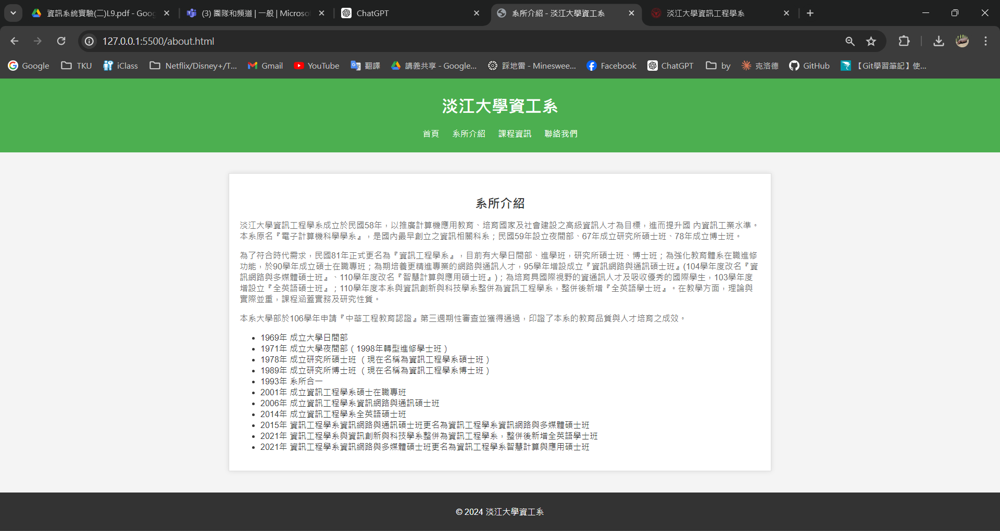 資訊系統實驗(二)L9.pdf - Goog
(3) 團隊和頻道 | 一般 | Microso
ChatGPT
系所介紹 - 淡江大學資工系
淡江大學資訊工程學系
127.0.0.1:5500/about.html
Google
TKU
iClass
Netflix/Disney+/T...
Gmail
YouTube
翻譯
講義共享 - Google...
踩地雷 - Mineswee...
Facebook
ChatGPT
by
克洛德
GitHub
【Git學習筆記】使...
淡江大學資工系
首頁 系所介紹 課程資訊 聯絡我們
系所介紹
淡江大學資訊工程學系成立於民國58年，以推廣計算機應用教育、培育國家及社會建設之高級資訊人才為目標，進而提升國 內資訊工業水準。
本系原名『電子計算機科學學系』，是國內最早創立之資訊相關科系；民國59年設立夜間部、67年成立研究所碩士班、78年成立博士班。
為了符合時代需求，民國81年正式更名為『資訊工程學系』，目前有大學日間部、進學班，研究所碩士班、博士班；為強化教育體系在職進修
功能，於90學年成立碩士在職專班；為期培養更精進專業的網路與通訊人才，95學年增設成立『資訊網路與通訊碩士班』(104學年度改名『資
訊網路與多媒體碩士班』、110學年度改名『智慧計算與應用碩士班』)；為培育具國際視野的資通訊人才及吸收優秀的國際學生，103學年度
增設立『全英語碩士班』；110學年度本系與資訊創新與科技學系整併為資訊工程學系，整併後新增『全英語學士班』。在教學方面，理論與
實際並重，課程涵蓋實務及研究性質。
本系大學部於106學年申請『中華工程教育認證』第三週期性審查並獲得通過，印證了本系的教育品質與人才培育之成效。
• 1969年 成立大學日間部
• 1971年 成立大學夜間部（1998年轉型進修學士班）
• 1978年 成立研究所碩士班 （現在名稱為資訊工程學系碩士班）
• 1989年 成立研究所博士班 （現在名稱為資訊工程學系博士班）
• 1993年 系所合一
• 2001年 成立資訊工程學系碩士在職專班
• 2006年 成立資訊工程學系資訊網路與通訊碩士班
• 2014年 成立資訊工程學系全英語碩士班
• 2015年 資訊工程學系資訊網路與通訊碩士班更名為資訊工程學系資訊網路與多媒體碩士班
• 2021年 資訊工程學系與資訊創新與科技學系整併為資訊工程學系，整併後新增全英語學士班
• 2021年 資訊工程學系資訊網路與多媒體碩士班更名為資訊工程學系智慧計算與應用碩士班
© 2024 淡江大學資工系